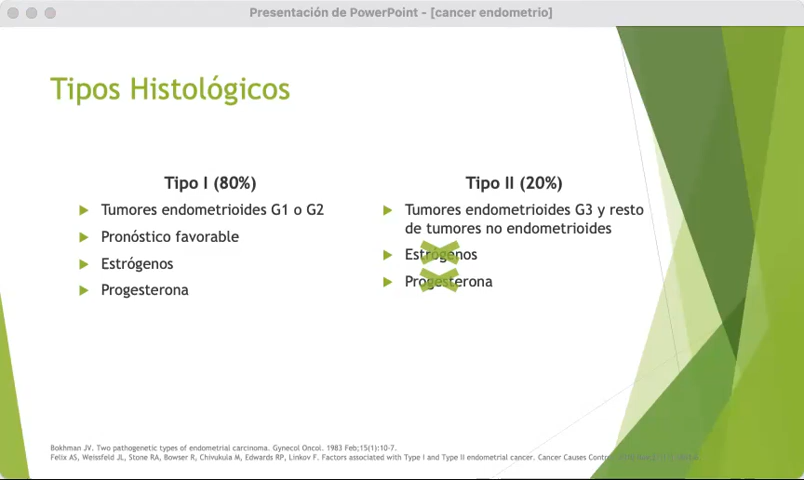 Presentación de PowerPoint - [cancer endometrio]
Tipos Histológicos
Tipo I (80%)
Tumores endometrioides G1 o G2
Pronóstico favorable
Estrógenos
Progesterona
Tipo II (20%)
Tumores endometrioides G3 y resto
de tumores no endometrioides
Estrógenos
Progesterona
Bokhman JV. Two pathogenetic types of endometrial carcinoma. Gynecol Oncol. 1983 Feb;15(1):10-7.
Felix AS, Weissfeld JL, Stone RA, Bowser R, Chivukula M, Edwards RP, Linkov F. Factors associated with Type I and Type II endometrial cancer. Cancer Causes